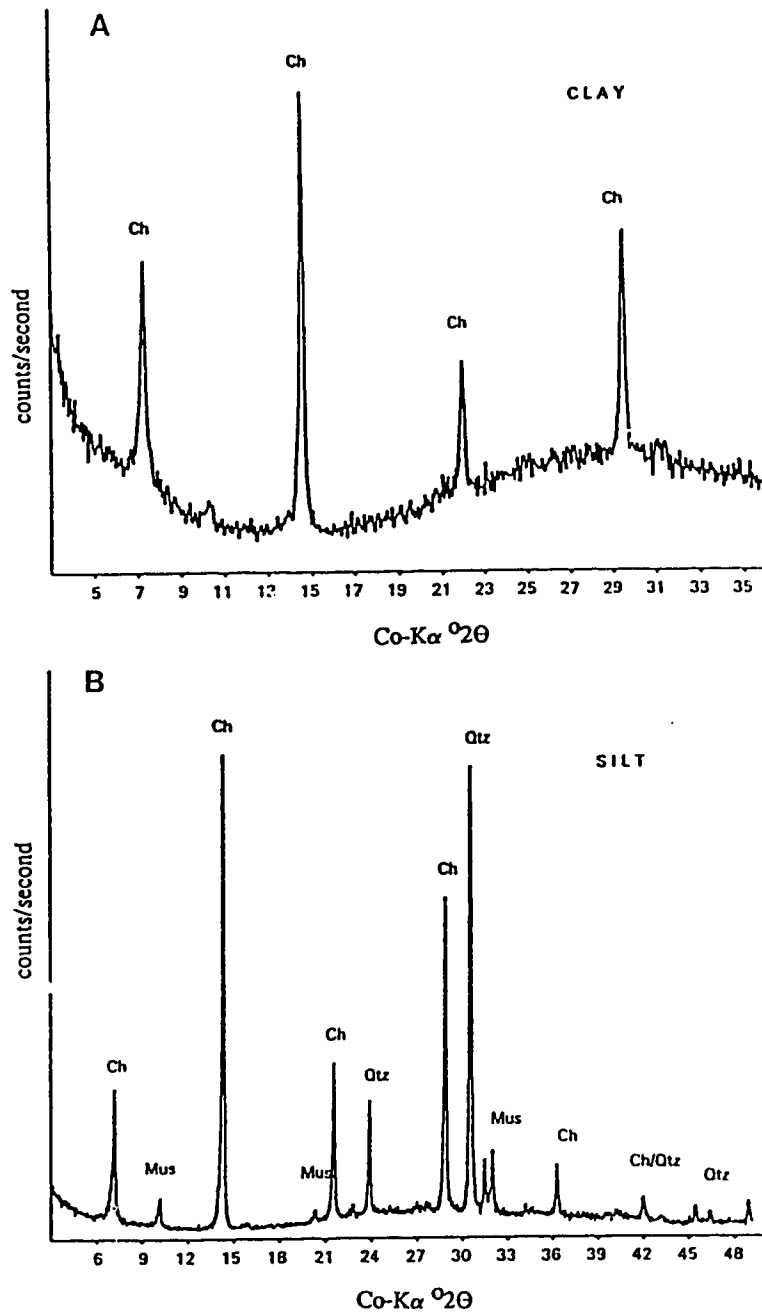 A
Ch
CLAY
Ch
Ch
Ch
counts/second
5 7 9 11 13 15 17 19 21 23 25 27 29 31 33 35
Co-Kα °2Θ
B
Ch
Qtz
SILT
Ch
counts/second
Ch
Ch
Qtz
Mus
Mus
Mus
Ch
Ch/Qtz
Qtz
6 9 12 15 18 21 24 27 30 33 36 39 42 45 48
Co-Kα °2Θ